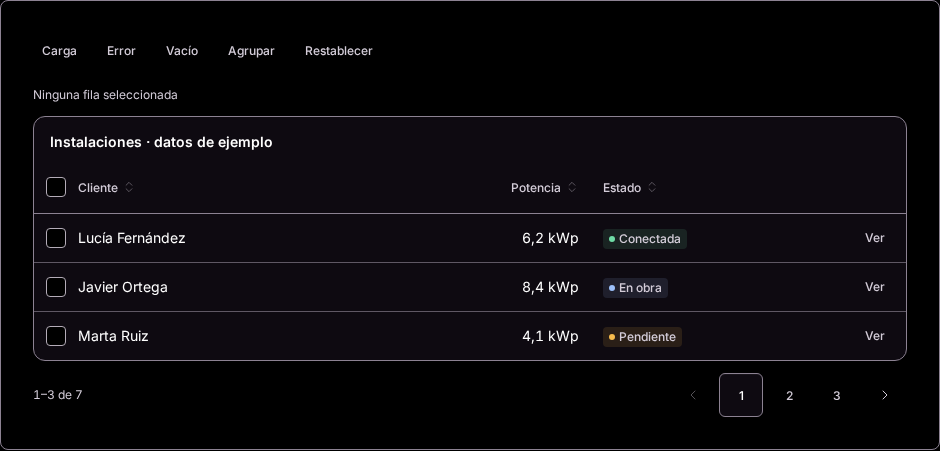 Carga Error Vacío Agrupar Restablecer
Ninguna fila seleccionada
Instalaciones · datos de ejemplo
Cliente Potencia Estado
Lucía Fernández 6,2 kWp Conectada Ver
Javier Ortega 8,4 kWp En obra Ver
Marta Ruiz 4,1 kWp Pendiente Ver
1–3 de 7 1 2 3